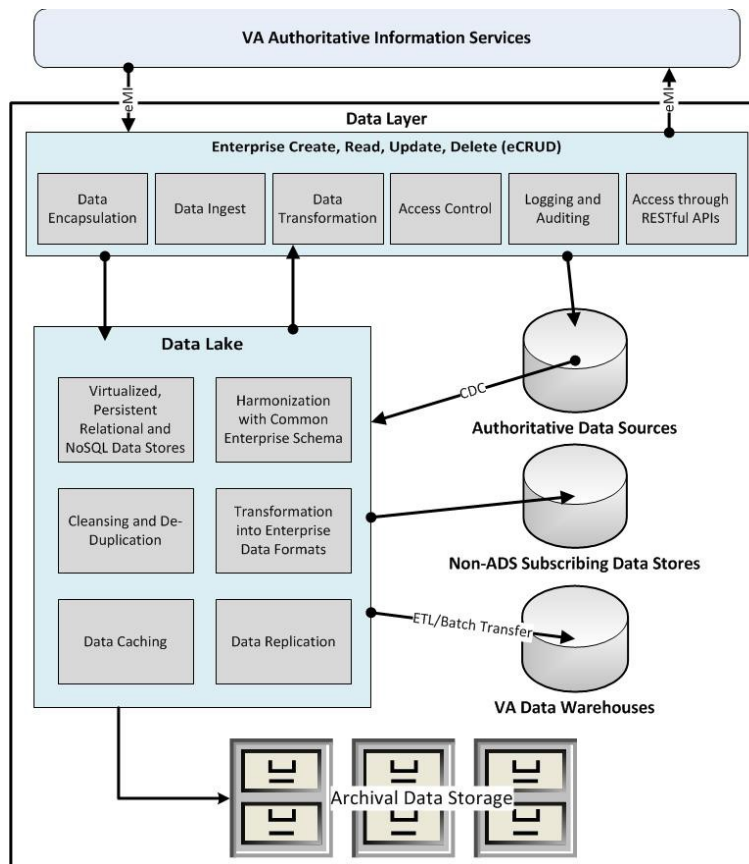 VA Authoritative Information Services
eMI
eMI
Data Layer
Enterprise Create, Read, Update, Delete (eCRUD)
Data
Encapsulation
Data Ingest
Data
Transformation
Access Control
Logging and
Auditing
Access through
RESTful APIs
Data Lake
Virtualized,
Persistent
Relational and
NoSQL Data Stores
Harmonization
with Common
Enterprise Schema
CDC
Authoritative Data Sources
Cleansing and De-
Duplication
Transformation
into Enterprise
Data Formats
Non-ADS Subscribing Data Stores
Data Caching
Data Replication
ETL/Batch Transfer
VA Data Warehouses
Archival Data Storage